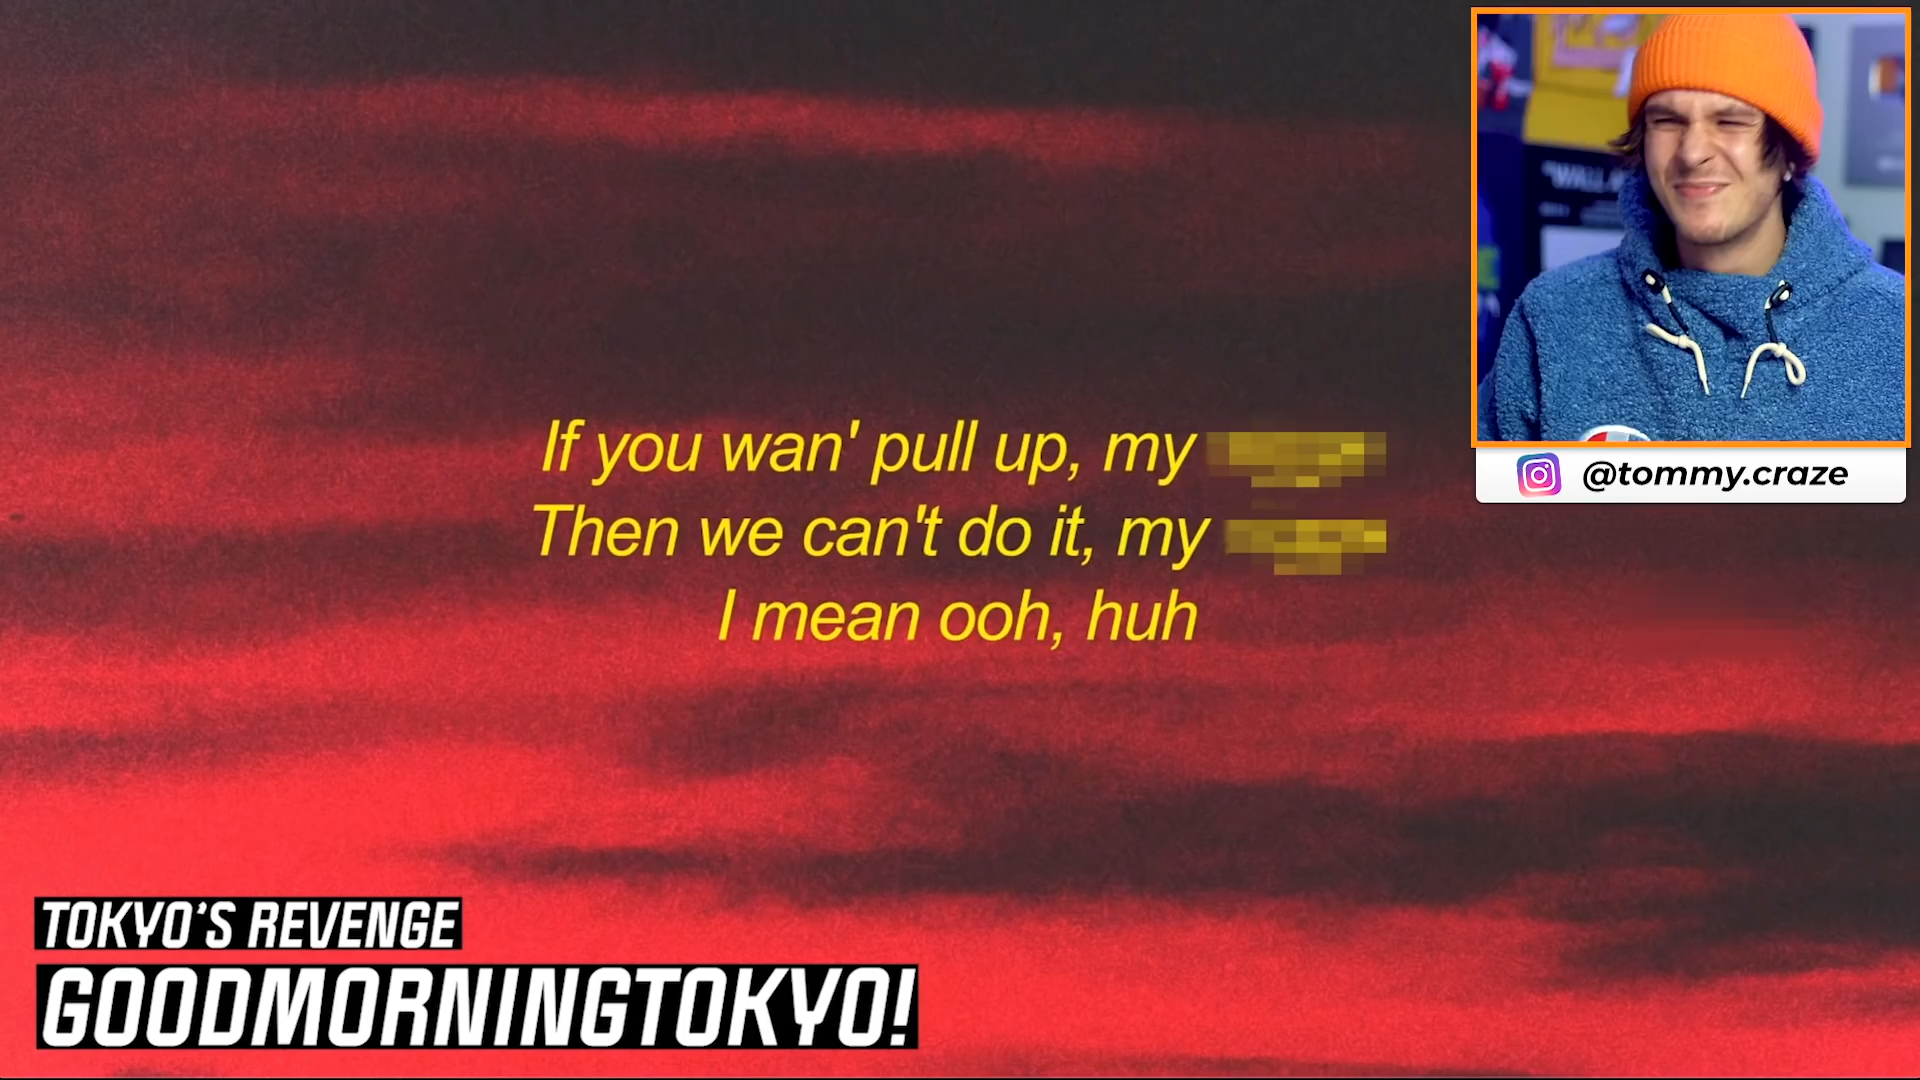 If you wan' pull up, my
Then we can't do it, my
I mean ooh, huh
@tommy.craze
TOKYO'S REVENGE
GOODMORNINGTOKYO!